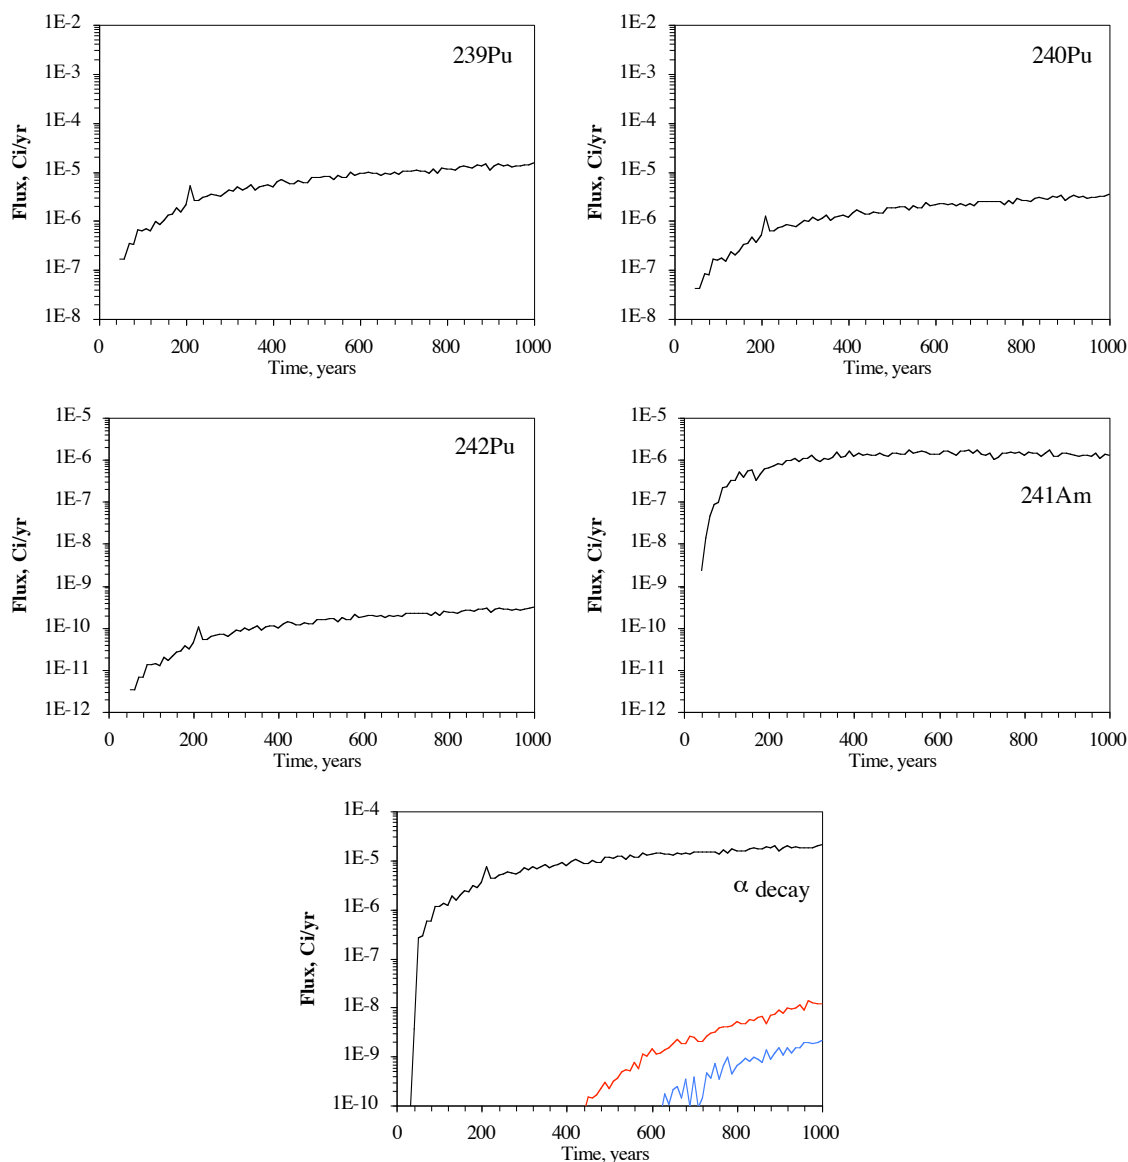 239Pu
Flux, Ci/yr
1E-2
1E-3
1E-4
1E-5
1E-6
1E-7
1E-8
0 200 400 600 800 1000
Time, years
240Pu
Flux, Ci/yr
1E-2
1E-3
1E-4
1E-5
1E-6
1E-7
1E-8
0 200 400 600 800 1000
Time, years
242Pu
Flux, Ci/yr
1E-5
1E-6
1E-7
1E-8
1E-9
1E-10
1E-11
1E-12
0 200 400 600 800 1000
Time, years
241Am
Flux, Ci/yr
1E-5
1E-6
1E-7
1E-8
1E-9
1E-10
1E-11
1E-12
0 200 400 600 800 1000
Time, years
α decay
Flux, Ci/yr
1E-4
1E-5
1E-6
1E-7
1E-8
1E-9
1E-10
0 200 400 600 800 1000
Time, years